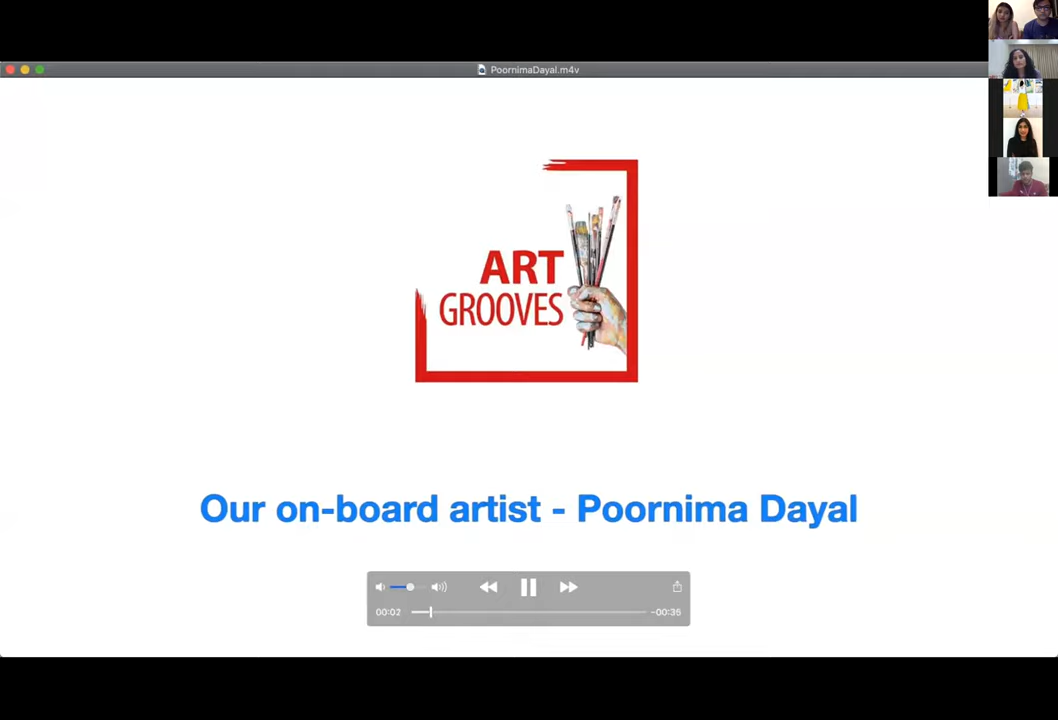 PoornimaDayal.m4v
ART
GROOVES
Our on-board artist - Poornima Dayal
00:02
-00:35